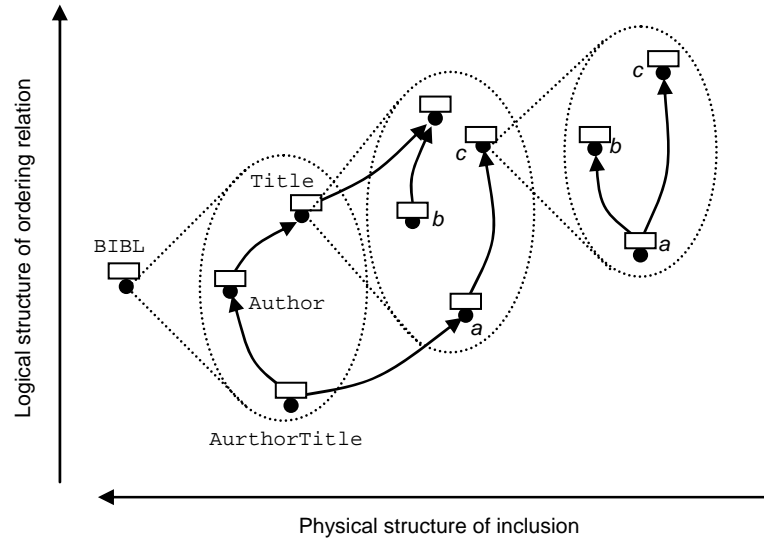 Logical structure of ordering relation
c
b
Title
c
b
a
BIBL
Author
a
AurthorTitle
Physical structure of inclusion